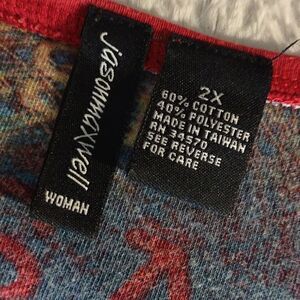 jasonmaxwell
WOMAN
2X
60% COTTON
40% POLYESTER
MADE IN TAIWAN
RN 34570
SEE REVERSE
FOR CARE